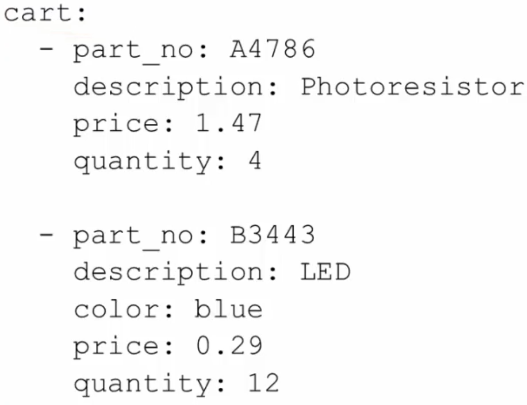 cart:
  - part_no: A4786
    description: Photoresistor
    price: 1.47
    quantity: 4

  - part_no: B3443
    description: LED
    color: blue
    price: 0.29
    quantity: 12